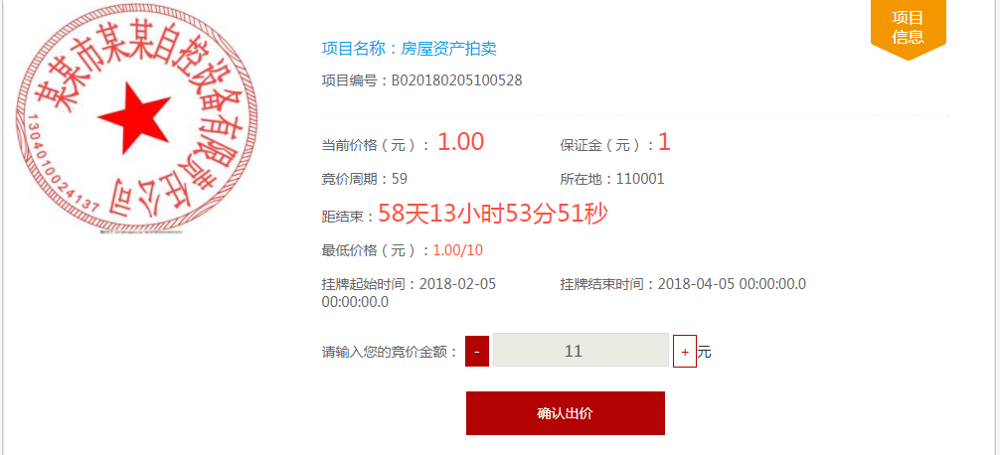 某某市某某自控设备有限责任公司
1304010024137
项目
信息
项目名称：房屋资产拍卖
项目编号：B020180205100528
当前价格（元）： 1.00
保证金（元）：1
竞价周期：59
所在地：110001
距结束：58天13小时53分51秒
最低价格（元）：1.00/10
挂牌起始时间：2018-02-05
00:00:00.0
挂牌结束时间：2018-04-05 00:00:00.0
请输入您的竞价金额： - 11 + 元
确认出价